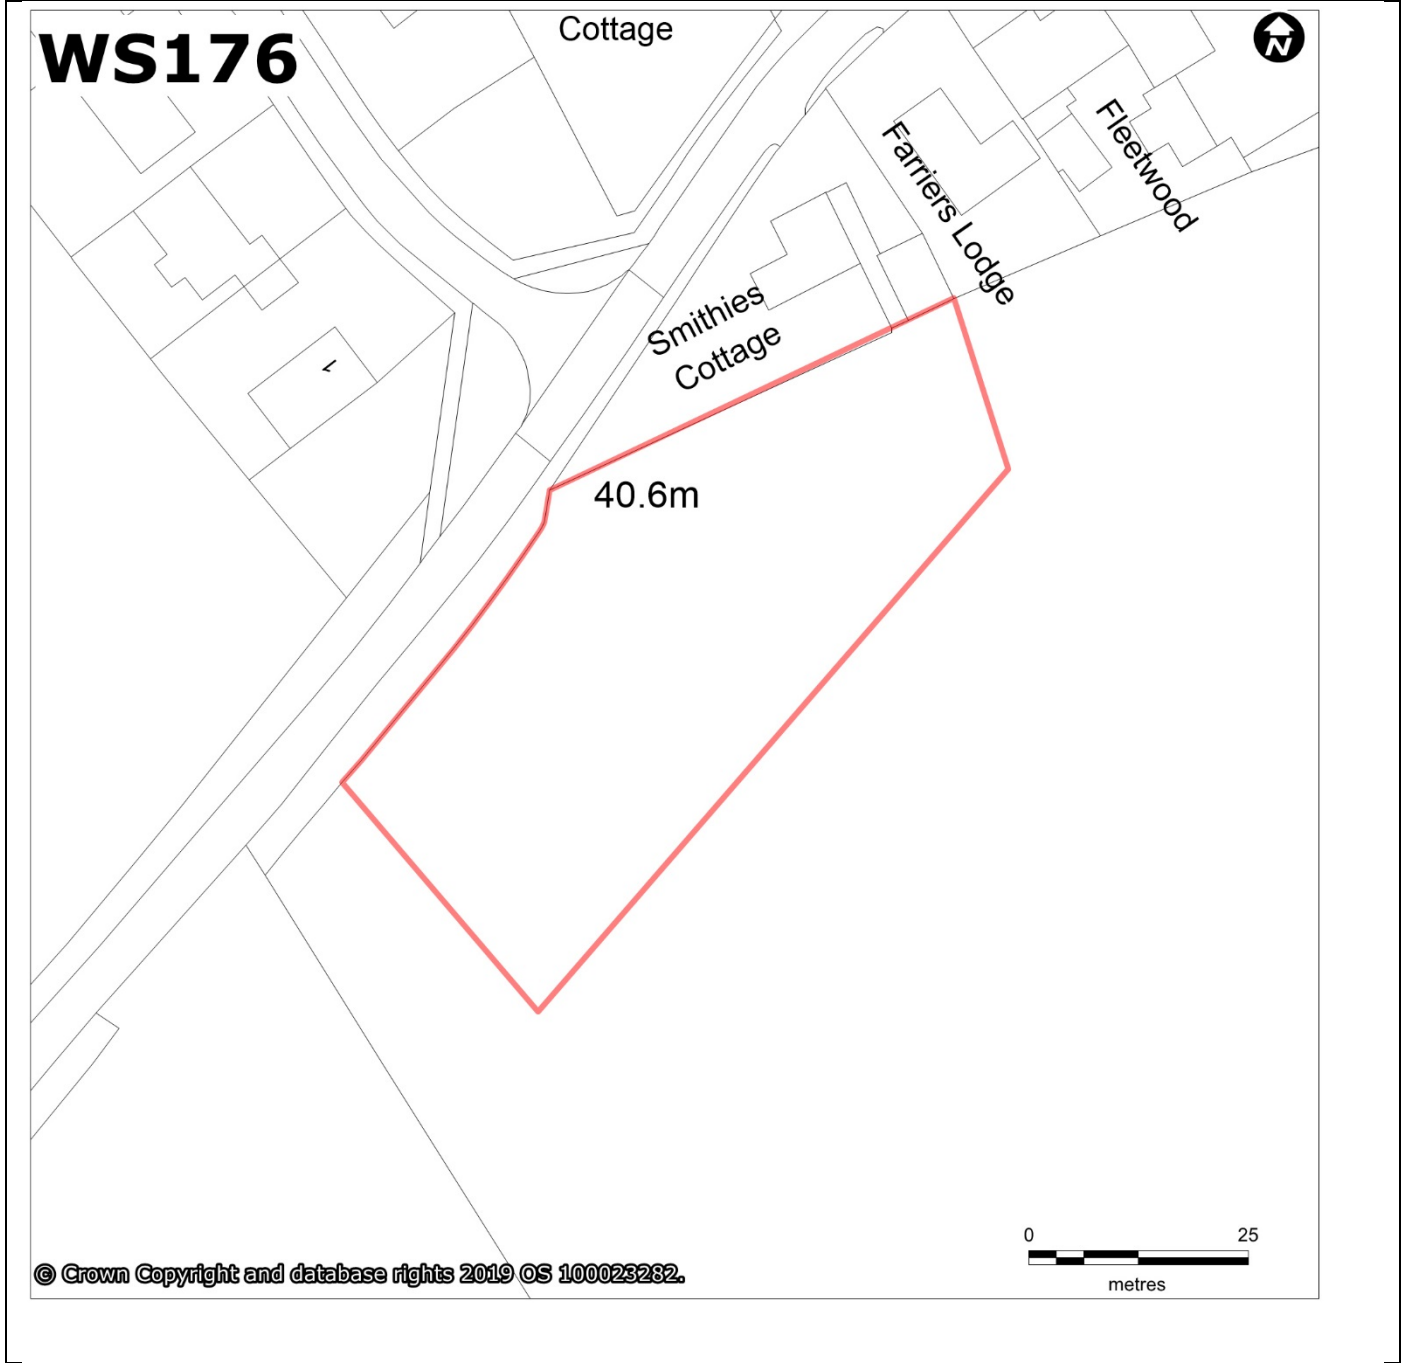 WS176
Cottage
N
Farriers Lodge
Fleetwood
Smithies
Cottage
1
40.6m
0 25
metres
© Crown Copyright and database rights 2019 OS 100023282.